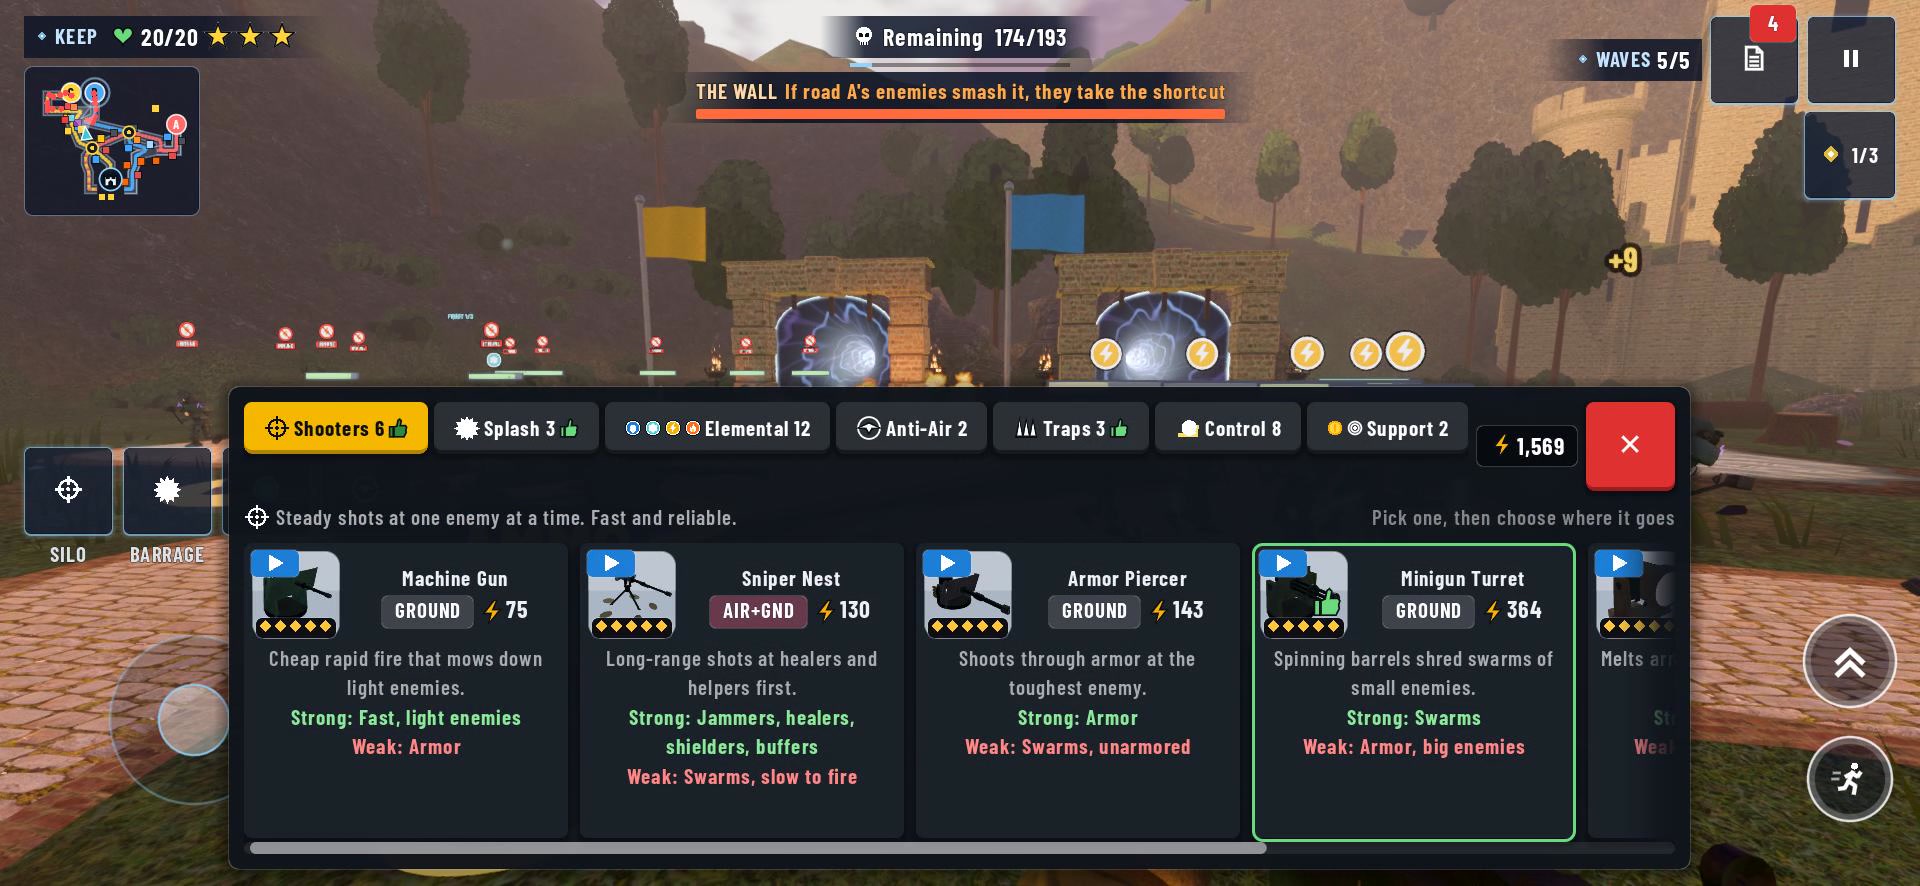 KEEP 20/20
Remaining 174/193
4
WAVES 5/5
THE WALL If road A's enemies smash it, they take the shortcut
A
1/3
+9
Shooters 6
Splash 3
Elemental 12
Anti-Air 2
Traps 3
Control 8
Support 2
1,569
Steady shots at one enemy at a time. Fast and reliable.
Pick one, then choose where it goes
SILO
BARRAGE
Machine Gun
GROUND 75
Cheap rapid fire that mows down
light enemies.
Strong: Fast, light enemies
Weak: Armor
Sniper Nest
AIR+GND 130
Long-range shots at healers and
helpers first.
Strong: Jammers, healers,
shielders, buffers
Weak: Swarms, slow to fire
Armor Piercer
GROUND 143
Shoots through armor at the
toughest enemy.
Strong: Armor
Weak: Swarms, unarmored
Minigun Turret
GROUND 364
Spinning barrels shred swarms of
small enemies.
Strong: Swarms
Weak: Armor, big enemies
Melts